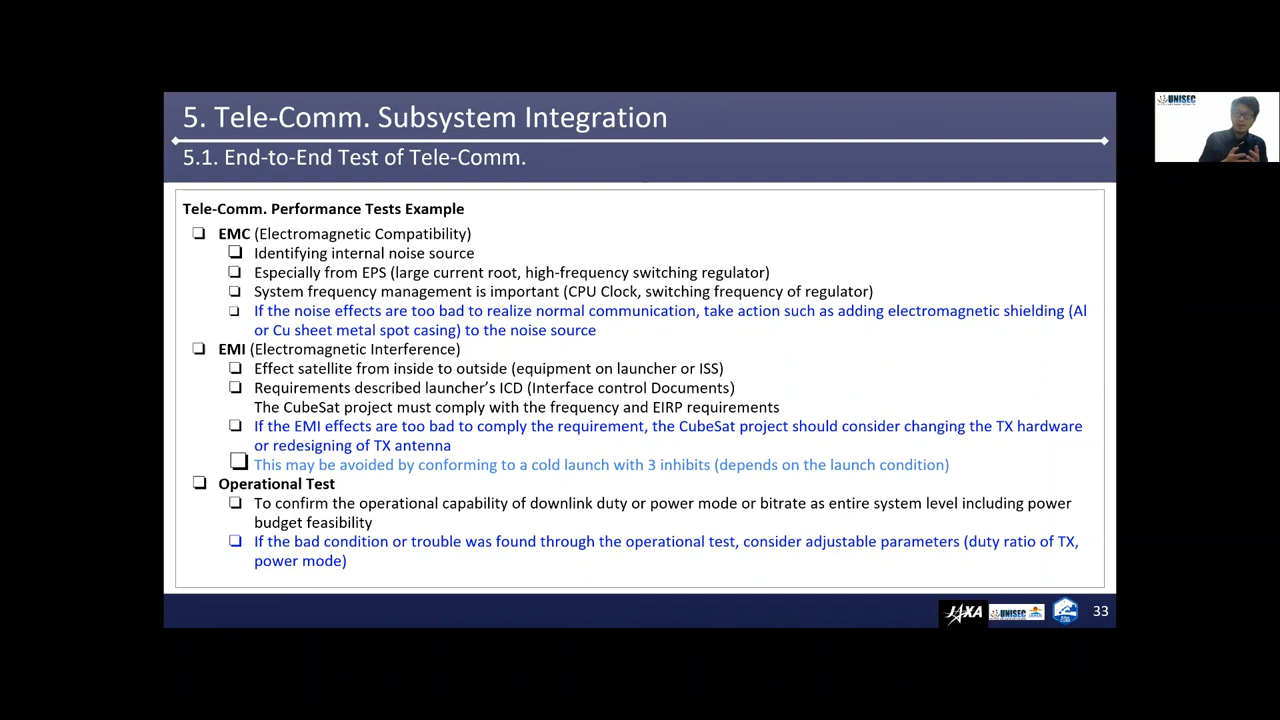 5. Tele-Comm. Subsystem Integration
5.1. End-to-End Test of Tele-Comm.
UNISEC
Tele-Comm. Performance Tests Example
EMC (Electromagnetic Compatibility)
Identifying internal noise source
Especially from EPS (large current root, high-frequency switching regulator)
System frequency management is important (CPU Clock, switching frequency of regulator)
If the noise effects are too bad to realize normal communication, take action such as adding electromagnetic shielding (Al
or Cu sheet metal spot casing) to the noise source
EMI (Electromagnetic Interference)
Effect satellite from inside to outside (equipment on launcher or ISS)
Requirements described launcher's ICD (Interface control Documents)
The CubeSat project must comply with the frequency and EIRP requirements
If the EMI effects are too bad to comply the requirement, the CubeSat project should consider changing the TX hardware
or redesigning of TX antenna
This may be avoided by conforming to a cold launch with 3 inhibits (depends on the launch condition)
Operational Test
To confirm the operational capability of downlink duty or power mode or bitrate as entire system level including power
budget feasibility
If the bad condition or trouble was found through the operational test, consider adjustable parameters (duty ratio of TX,
power mode)
JAXA
UNISEC
33